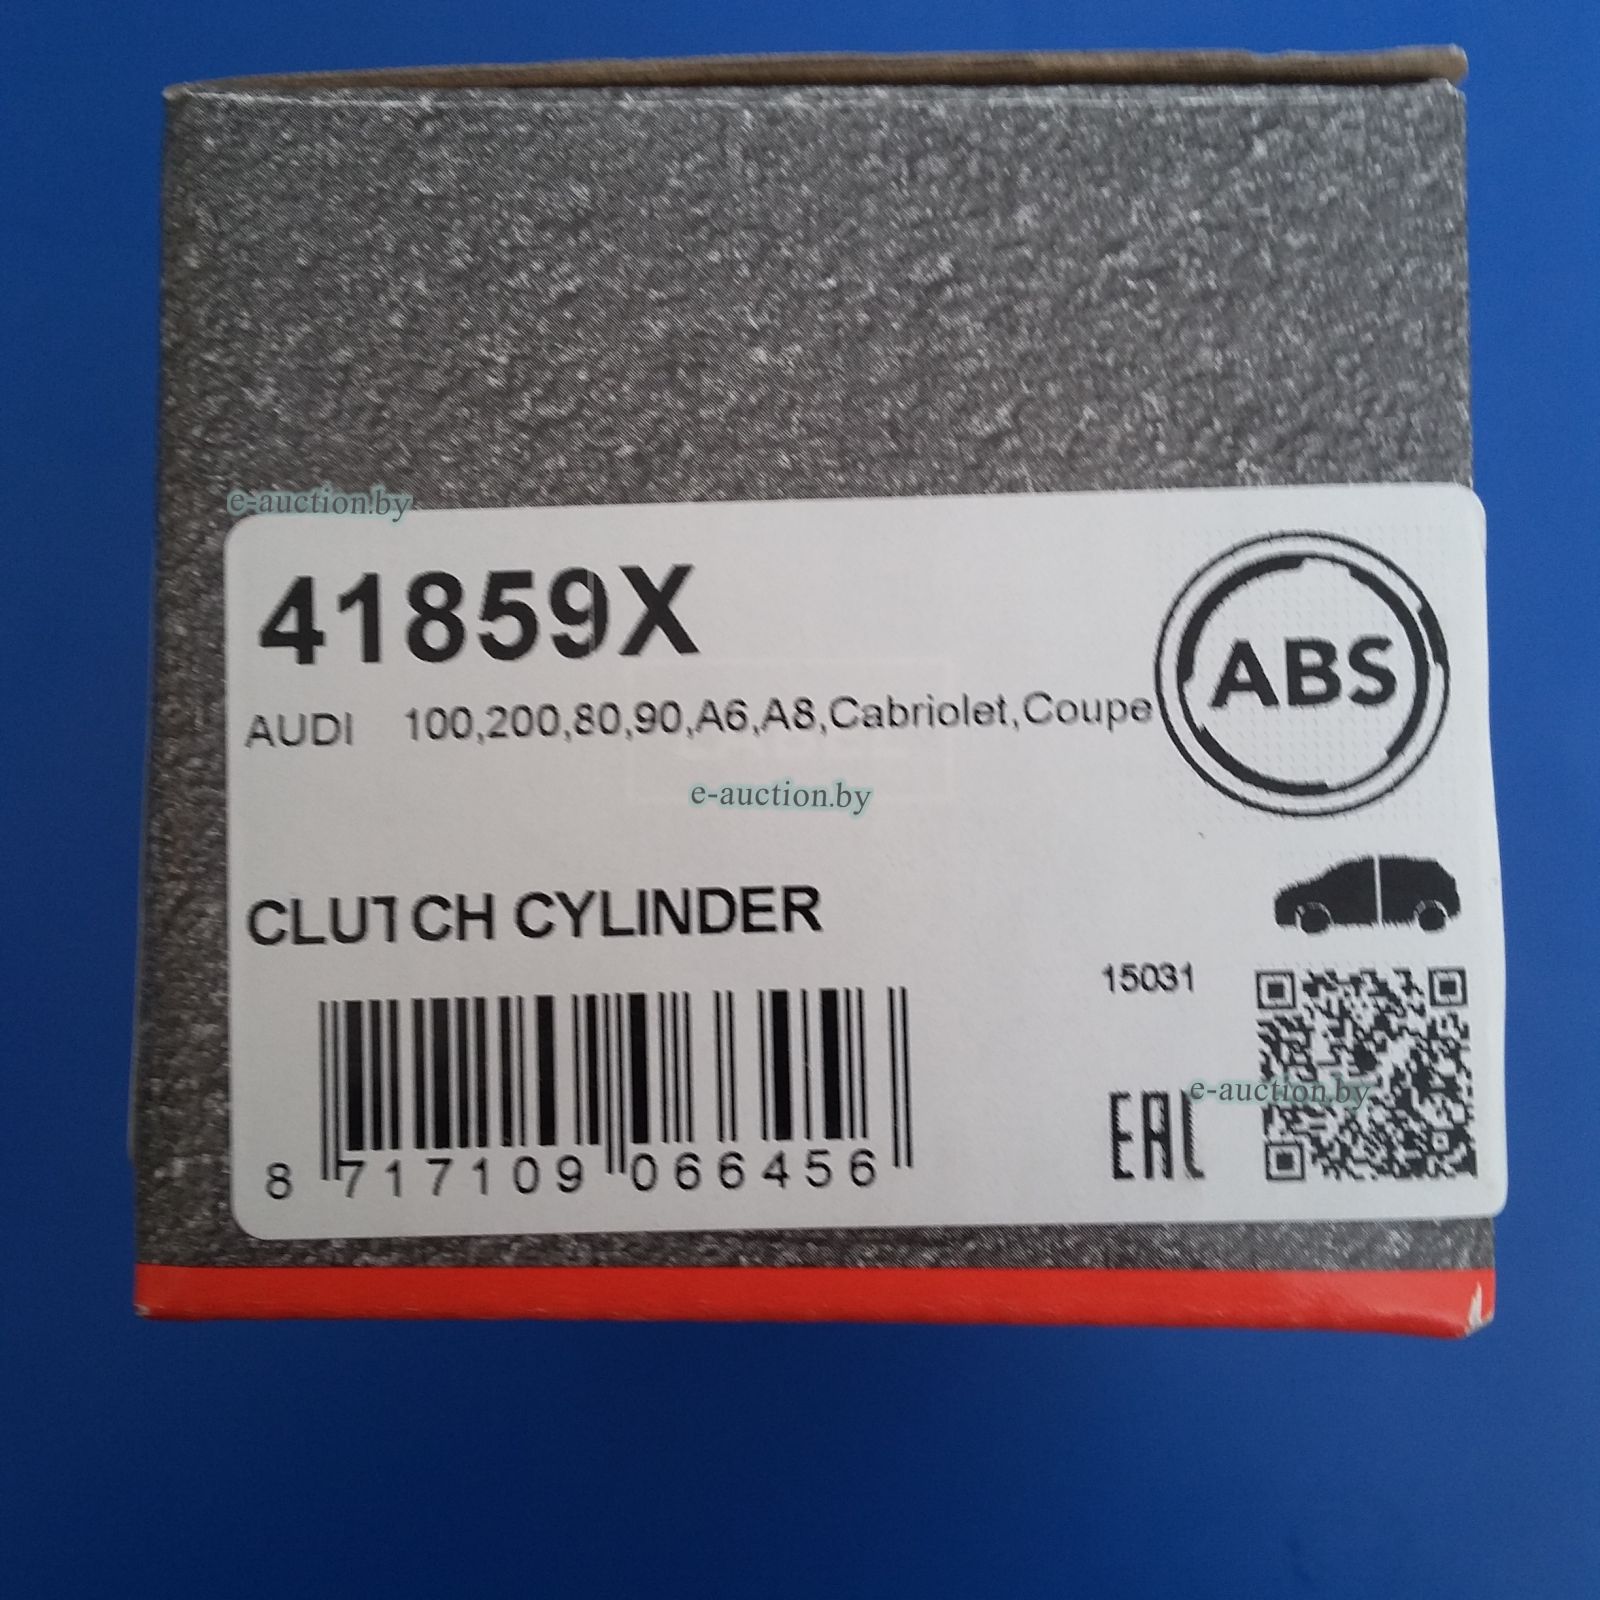 e-auction.by
41859X
ABS
AUDI 100,200,80,90,A6,A8,Cabriolet,Coupe
e-auction.by
CLUTCH CYLINDER
15031
e-auction.by
EAC
8 717109 066456